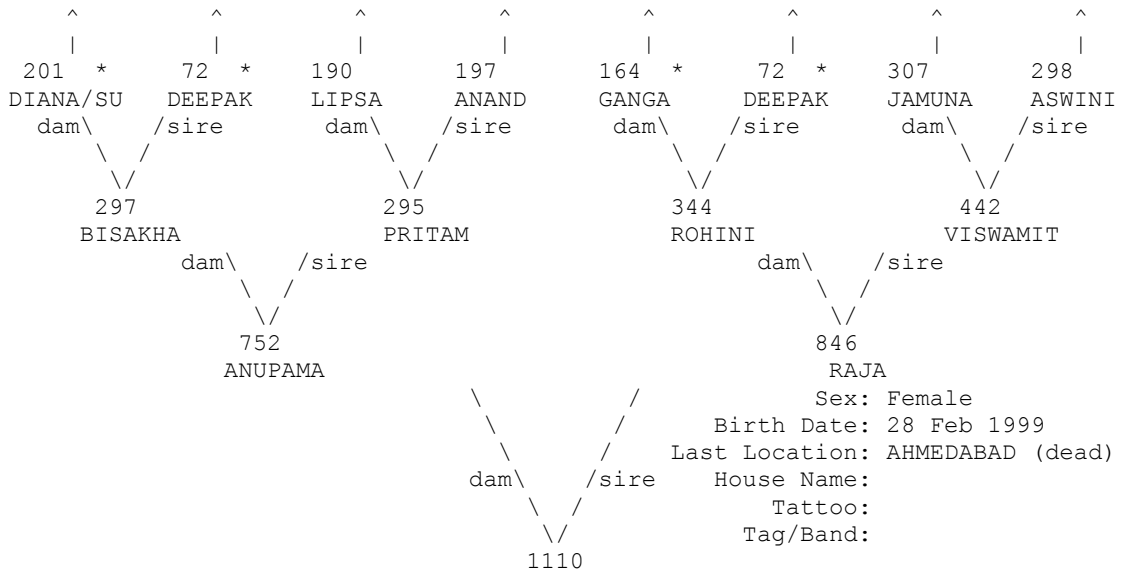 ^ ^ ^ ^ ^ ^ ^ ^
| | | | | | | |
201 * 72 * 190 197 164 * 72 * 307 298
DIANA/SU DEEPAK LIPSA ANAND GANGA DEEPAK JAMUNA ASWINI
dam\ /sire dam\ /sire dam\ /sire dam\ /sire
\ / \ / \ / \ /
\/ \/ \/ \/
297 295 344 442
BISAKHA PRITAM ROHINI VISWAMIT
dam\ /sire dam\ /sire
\ / \ /
\/ \/
752 846
ANUPAMA RAJA
\ / Sex: Female
\ / Birth Date: 28 Feb 1999
\ / Last Location: AHMEDABAD (dead)
dam\ /sire House Name:
\ / Tattoo:
\/ Tag/Band:
1110